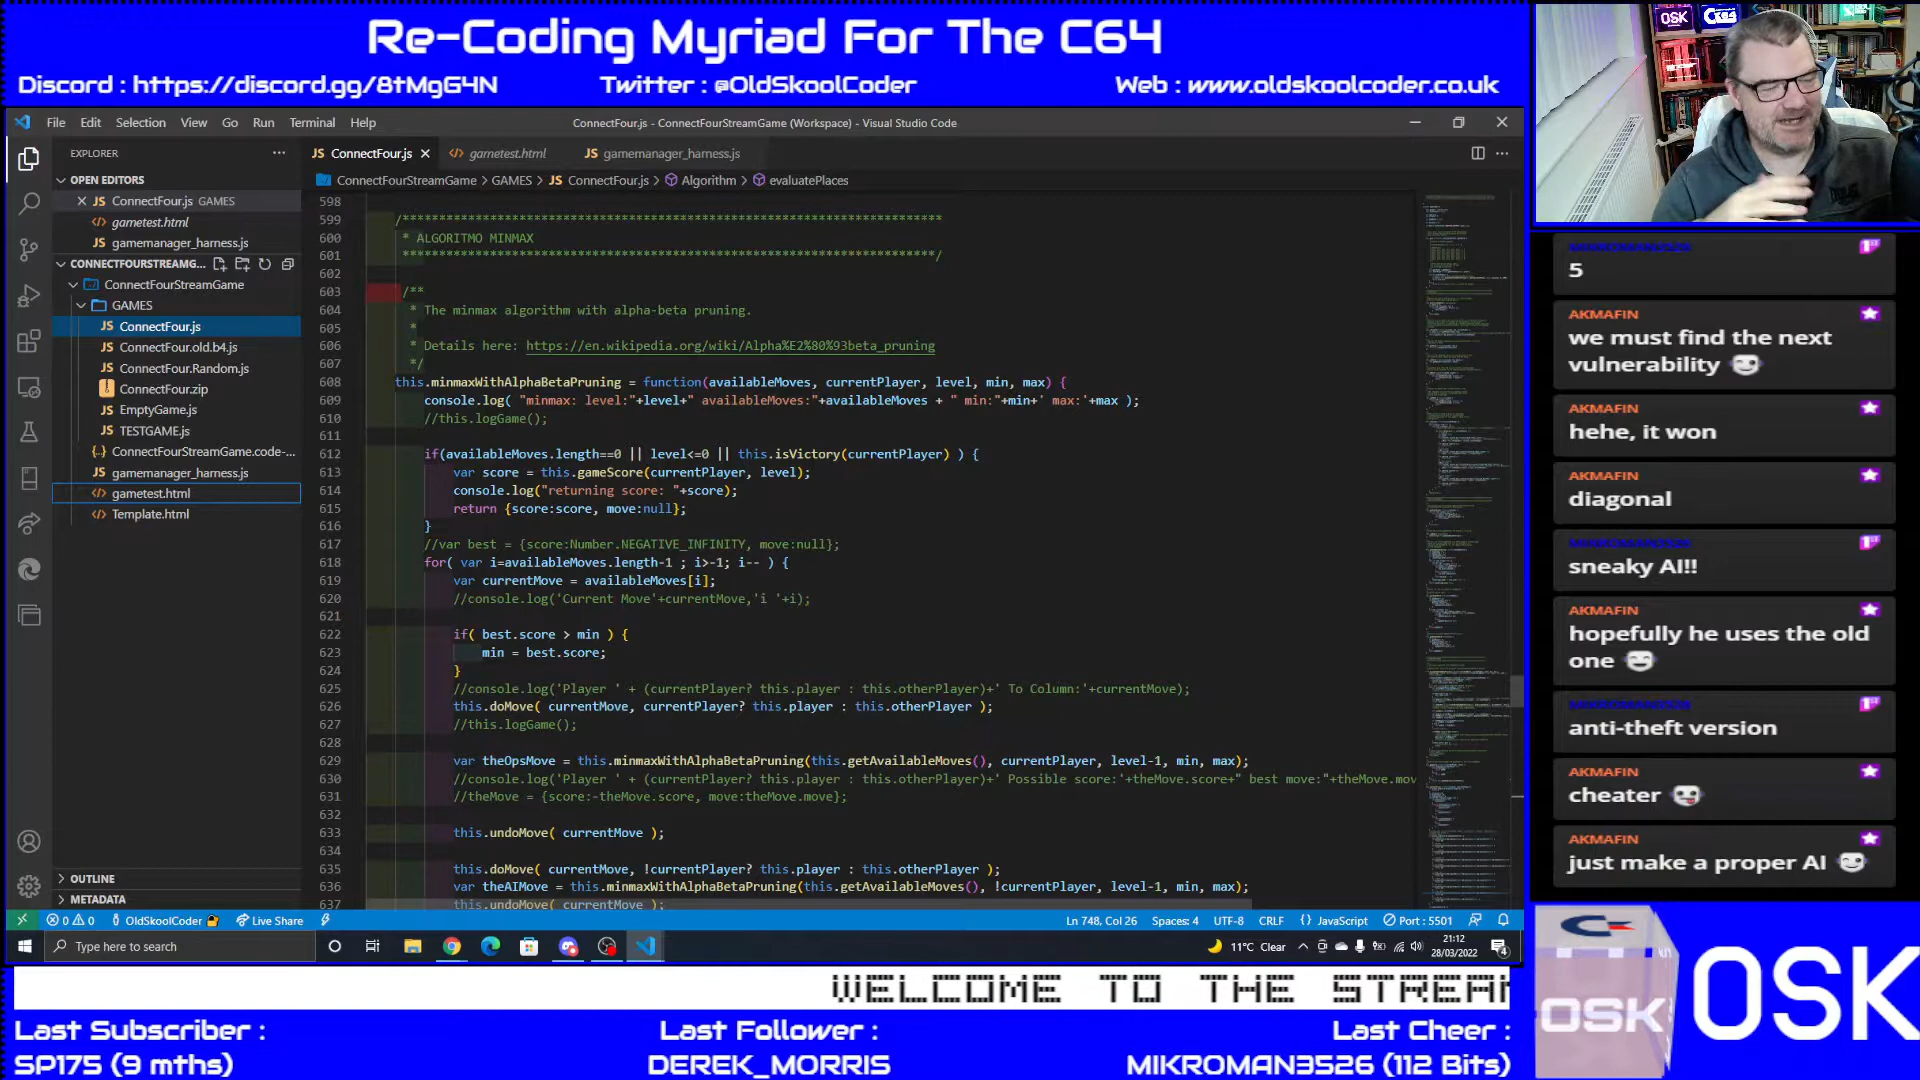 Re-Coding Myriad For The C64
Discord : https://discord.gg/8tMgG4N
Twitter : @OldSkoolCoder
Web : www.oldskoolcoder.co.uk
File Edit Selection View Go Run Terminal Help
ConnectFour.js - ConnectFourStreamGame (Workspace) - Visual Studio Code
EXPLORER
OPEN EDITORS
ConnectFour.js GAMES
gametest.html
gamemanager_harness.js
CONNECTFOURSTREAMG...
ConnectFourStreamGame
GAMES
ConnectFour.js
ConnectFour.old.b4.js
ConnectFour.Random.js
ConnectFour.zip
EmptyGame.js
TESTGAME.js
ConnectFourStreamGame.code-...
gamemanager_harness.js
gametest.html
Template.html
OUTLINE
METADATA
ConnectFour.js
gametest.html
gamemanager_harness.js
ConnectFourStreamGame > GAMES > JS ConnectFour.js > Algorithm > evaluatePlaces
598
599 /*************************************************************************
600 * ALGORITMO MINMAX
601 *************************************************************************/
602
603 /**
604 * The minmax algorithm with alpha-beta pruning.
605 *
606 * Details here: https://en.wikipedia.org/wiki/Alpha%E2%80%93beta_pruning
607 */
608 this.minmaxWithAlphaBetaPruning = function(availableMoves, currentPlayer, level, min, max) {
609 console.log( "minmax: level:"+level+" availableMoves:"+availableMoves + " min:"+min+' max:'+max );
610 //this.logGame();
611
612 if(availableMoves.length==0 || level<=0 || this.isVictory(currentPlayer) ) {
613 var score = this.gameScore(currentPlayer, level);
614 console.log("returning score: "+score);
615 return {score:score, move:null};
616 }
617 //var best = {score:Number.NEGATIVE_INFINITY, move:null};
618 for( var i=availableMoves.length-1 ; i>-1; i-- ) {
619 var currentMove = availableMoves[i];
620 //console.log('Current Move'+currentMove,'i '+i);
621
622 if( best.score > min ) {
623 min = best.score;
624 }
625 //console.log('Player ' + (currentPlayer? this.player : this.otherPlayer)+' To Column:'+currentMove);
626 this.doMove( currentMove, currentPlayer? this.player : this.otherPlayer );
627 //this.logGame();
628
629 var theOpsMove = this.minmaxWithAlphaBetaPruning(this.getAvailableMoves(), currentPlayer, level-1, min, max);
630 //console.log('Player ' + (currentPlayer? this.player : this.otherPlayer)+' Possible score:'+theMove.score+" best move:"+theMove.mov
631 //theMove = {score:-theMove.score, move:theMove.move};
632
633 this.undoMove( currentMove );
634
635 this.doMove( currentMove, !currentPlayer? this.player : this.otherPlayer );
636 var theAIMove = this.minmaxWithAlphaBetaPruning(this.getAvailableMoves(), !currentPlayer, level-1, min, max);
637 this.undoMove( currentMove );
0 0 OldSkoolCoder Live Share
Ln 748, Col 26 Spaces: 4 UTF-8 CRLF {} JavaScript Port : 5501
Type here to search
11°C Clear
21:12
28/03/2022
4
5
AKMAFIN
we must find the next
vulnerability
AKMAFIN
hehe, it won
AKMAFIN
diagonal
sneaky AI!!
AKMAFIN
hopefully he uses the old
one
anti-theft version
AKMAFIN
cheater
AKMAFIN
just make a proper AI
WELCOME TO THE STREAM
Last Subscriber :
SP175 (9 mths)
Last Follower :
DEREK_MORRIS
Last Cheer :
MIKROMAN3526 (112 Bits)
OSK
OSK
OSK
C64